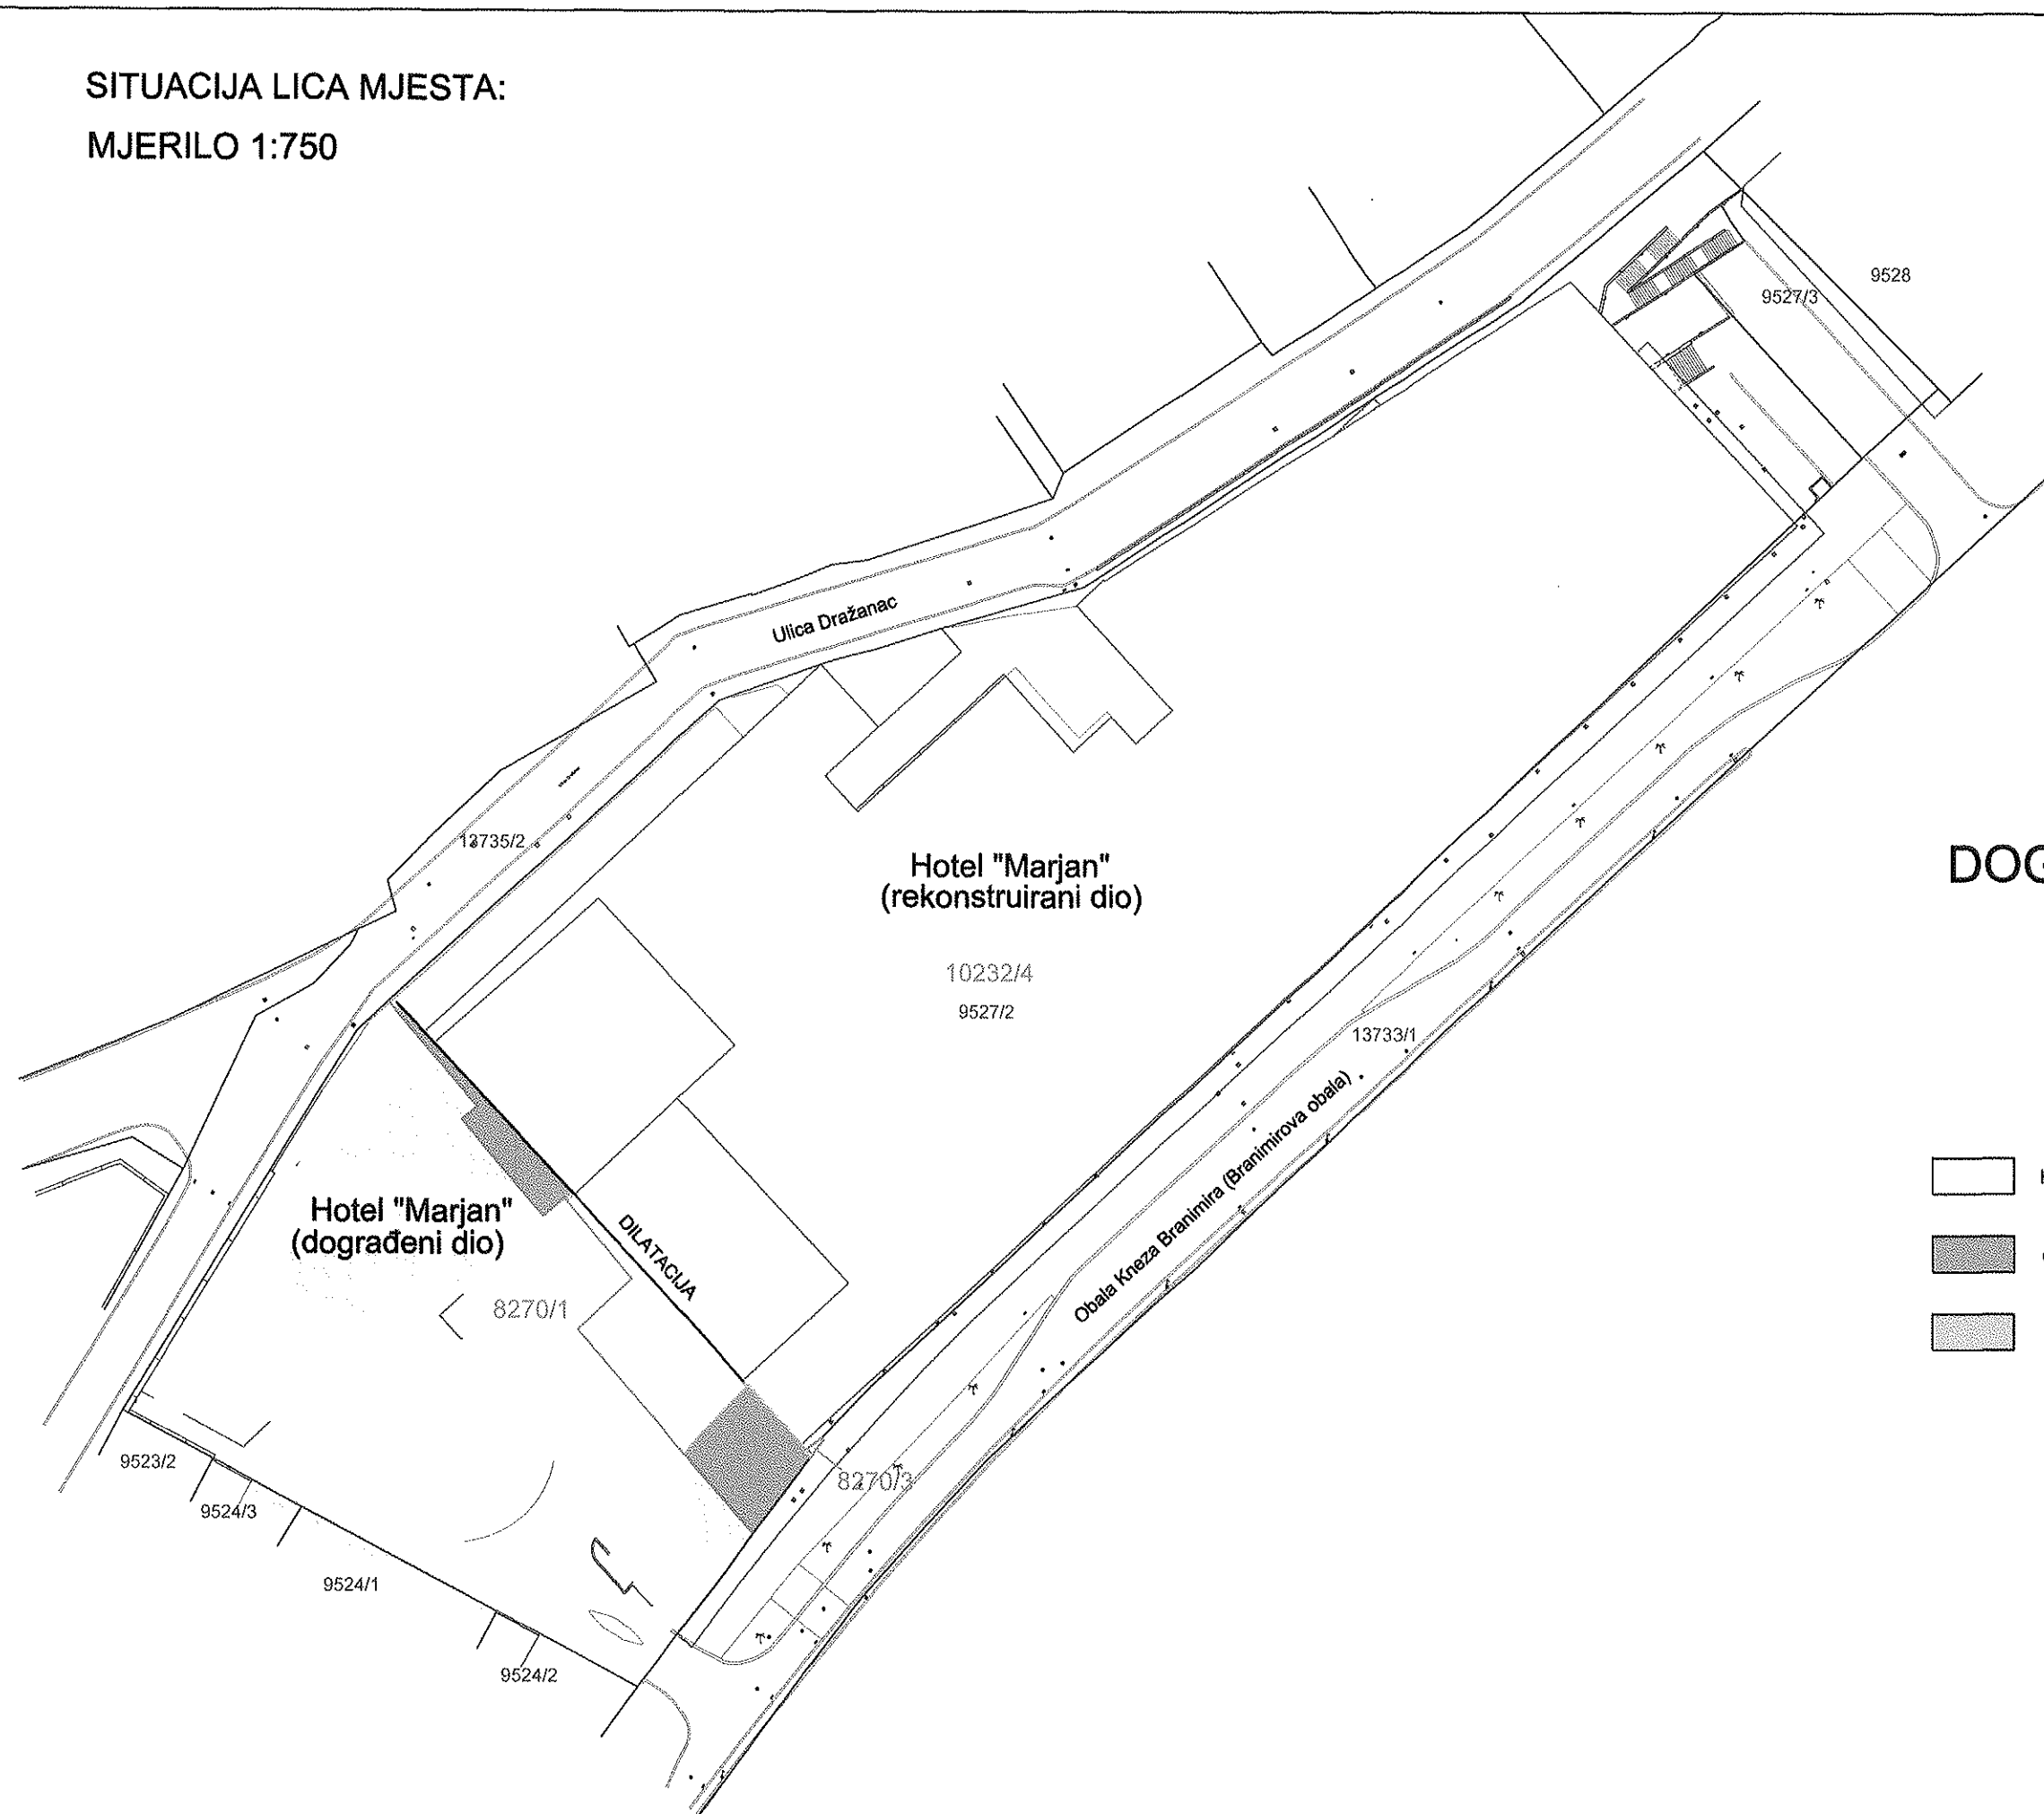 SITUACIJA LICA MJESTA:
MJERILO 1:750
9528
9527/3
Ulica Dražanac
13735/2
DOG
Hotel "Marjan"
(rekonstruirani dio)
10232/4
9527/2
13733/1
Obala Kneza Branimira (Branimirova obala)
Hotel "Marjan"
(dograđeni dio)
DILATACIJA
8270/1
8270/3
9523/2
9524/3
9524/1
9524/2